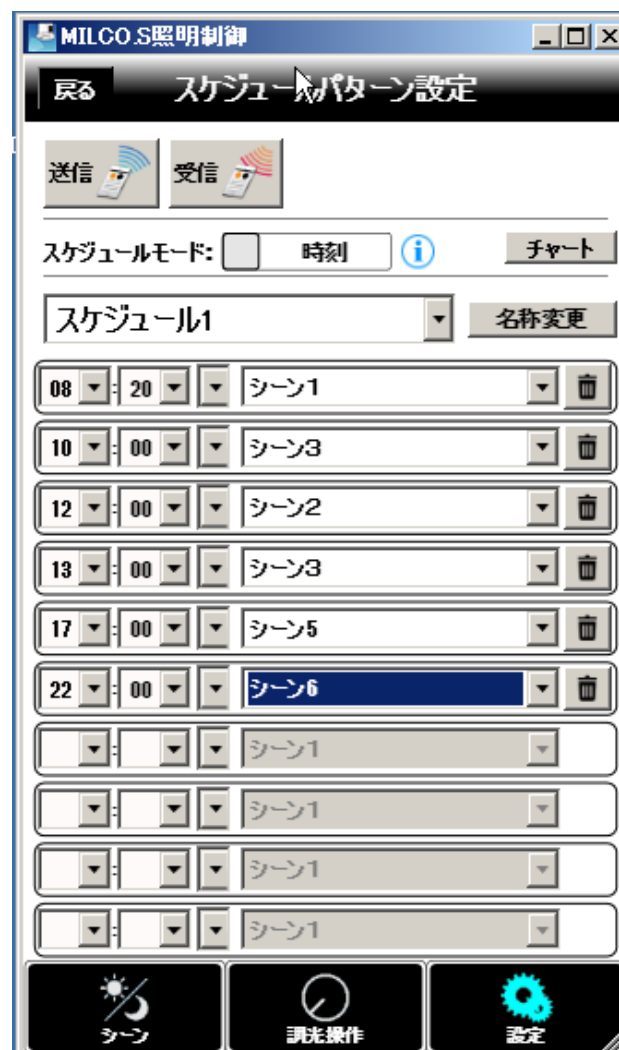 MILCO.S照明制御
戻る スケジュールパターン設定
送信 受信
スケジュールモード: 時刻 i チャート
スケジュール1 名称変更
08 : 20 シーン1
10 : 00 シーン3
12 : 00 シーン2
13 : 00 シーン3
17 : 00 シーン5
22 : 00 シーン6
: シーン1
: シーン1
: シーン1
: シーン1
シーン 調光操作 設定